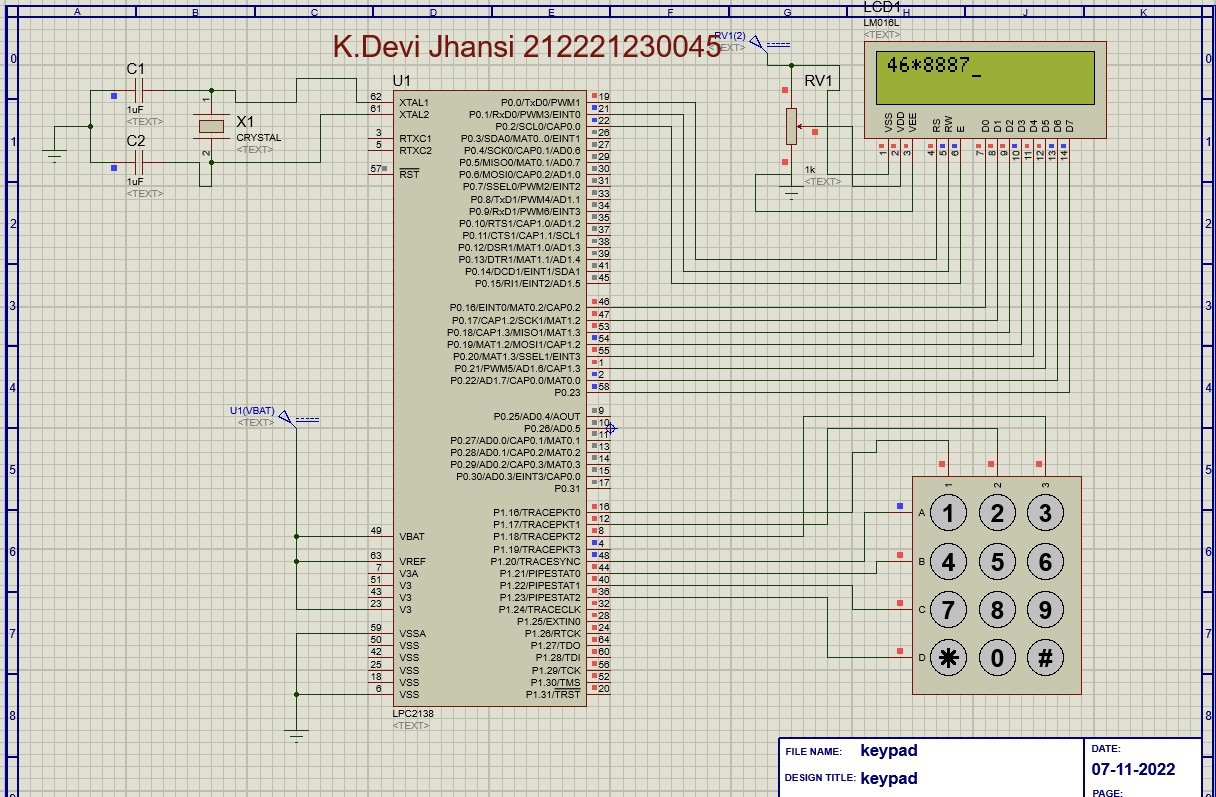 A B C D E F G H J K
K.Devi Jhansi 212221230045
RV1(2)
<TEXT>
LCD1
LM016L
<TEXT>
46*8887_
VSS VDD VEE RS RW E D0 D1 D2 D3 D4 D5 D6 D7
1 2 3 4 5 6 7 8 9 10 11 12 13 14
RV1
1k
<TEXT>
C1
1uF
<TEXT>
C2
1uF
<TEXT>
1
2
X1
CRYSTAL
<TEXT>
U1
62 XTAL1
61 XTAL2
3 RTXC1
5 RTXC2
57 RST
P0.0/TxD0/PWM1 19
P0.1/RxD0/PWM3/EINT0 21
P0.2/SCL0/CAP0.0 22
P0.3/SDA0/MAT0..0/EINT1 26
P0.4/SCK0/CAP0.1/AD0.6 27
P0.5/MISO0/MAT0.1/AD0.7 29
P0.6/MOSI0/CAP0.2/AD1.0 30
P0.7/SSEL0/PWM2/EINT2 31
P0.8/TxD1/PWM4/AD1.1 33
P0.9/RxD1/PWM6/EINT3 34
P0.10/RTS1/CAP1.0/AD1.2 35
P0.11/CTS1/CAP1.1/SCL1 37
P0.12/DSR1/MAT1.0/AD1.3 38
P0.13/DTR1/MAT1.1/AD1.4 39
P0.14/DCD1/EINT1/SDA1 41
P0.15/RI1/EINT2/AD1.5 45
P0.16/EINT0/MAT0.2/CAP0.2 46
P0.17/CAP1.2/SCK1/MAT1.2 47
P0.18/CAP1.3/MISO1/MAT1.3 53
P0.19/MAT1.2/MOSI1/CAP1.2 54
P0.20/MAT1.3/SSEL1/EINT3 55
P0.21/PWM5/AD1.6/CAP1.3 1
P0.22/AD1.7/CAP0.0/MAT0.0 2
P0.23 58
P0.25/AD0.4/AOUT 9
P0.26/AD0.5 10
P0.27/AD0.0/CAP0.1/MAT0.1 11
P0.28/AD0.1/CAP0.2/MAT0.2 13
P0.29/AD0.2/CAP0.3/MAT0.3 14
P0.30/AD0.3/EINT3/CAP0.0 15
P0.31 17
P1.16/TRACEPKT0 16
P1.17/TRACEPKT1 12
P1.18/TRACEPKT2 8
P1.19/TRACEPKT3 4
P1.20/TRACESYNC 48
P1.21/PIPESTAT0 44
P1.22/PIPESTAT1 40
P1.23/PIPESTAT2 36
P1.24/TRACECLK 32
P1.25/EXTIN0 28
P1.26/RTCK 24
P1.27/TDO 64
P1.28/TDI 60
P1.29/TCK 56
P1.30/TMS 52
P1.31/TRST 20
U1(VBAT)
<TEXT>
49 VBAT
63 VREF
7 V3A
51 V3
43 V3
23 V3
59 VSSA
50 VSS
42 VSS
25 VSS
18 VSS
6 VSS
LPC2138
<TEXT>
1 2 3
A 1 2 3
B 4 5 6
C 7 8 9
D * 0 #
0
1
2
3
4
5
6
7
8
0
1
2
3
4
5
6
7
8
FILE NAME: keypad
DESIGN TITLE: keypad
DATE:
07-11-2022
PAGE: